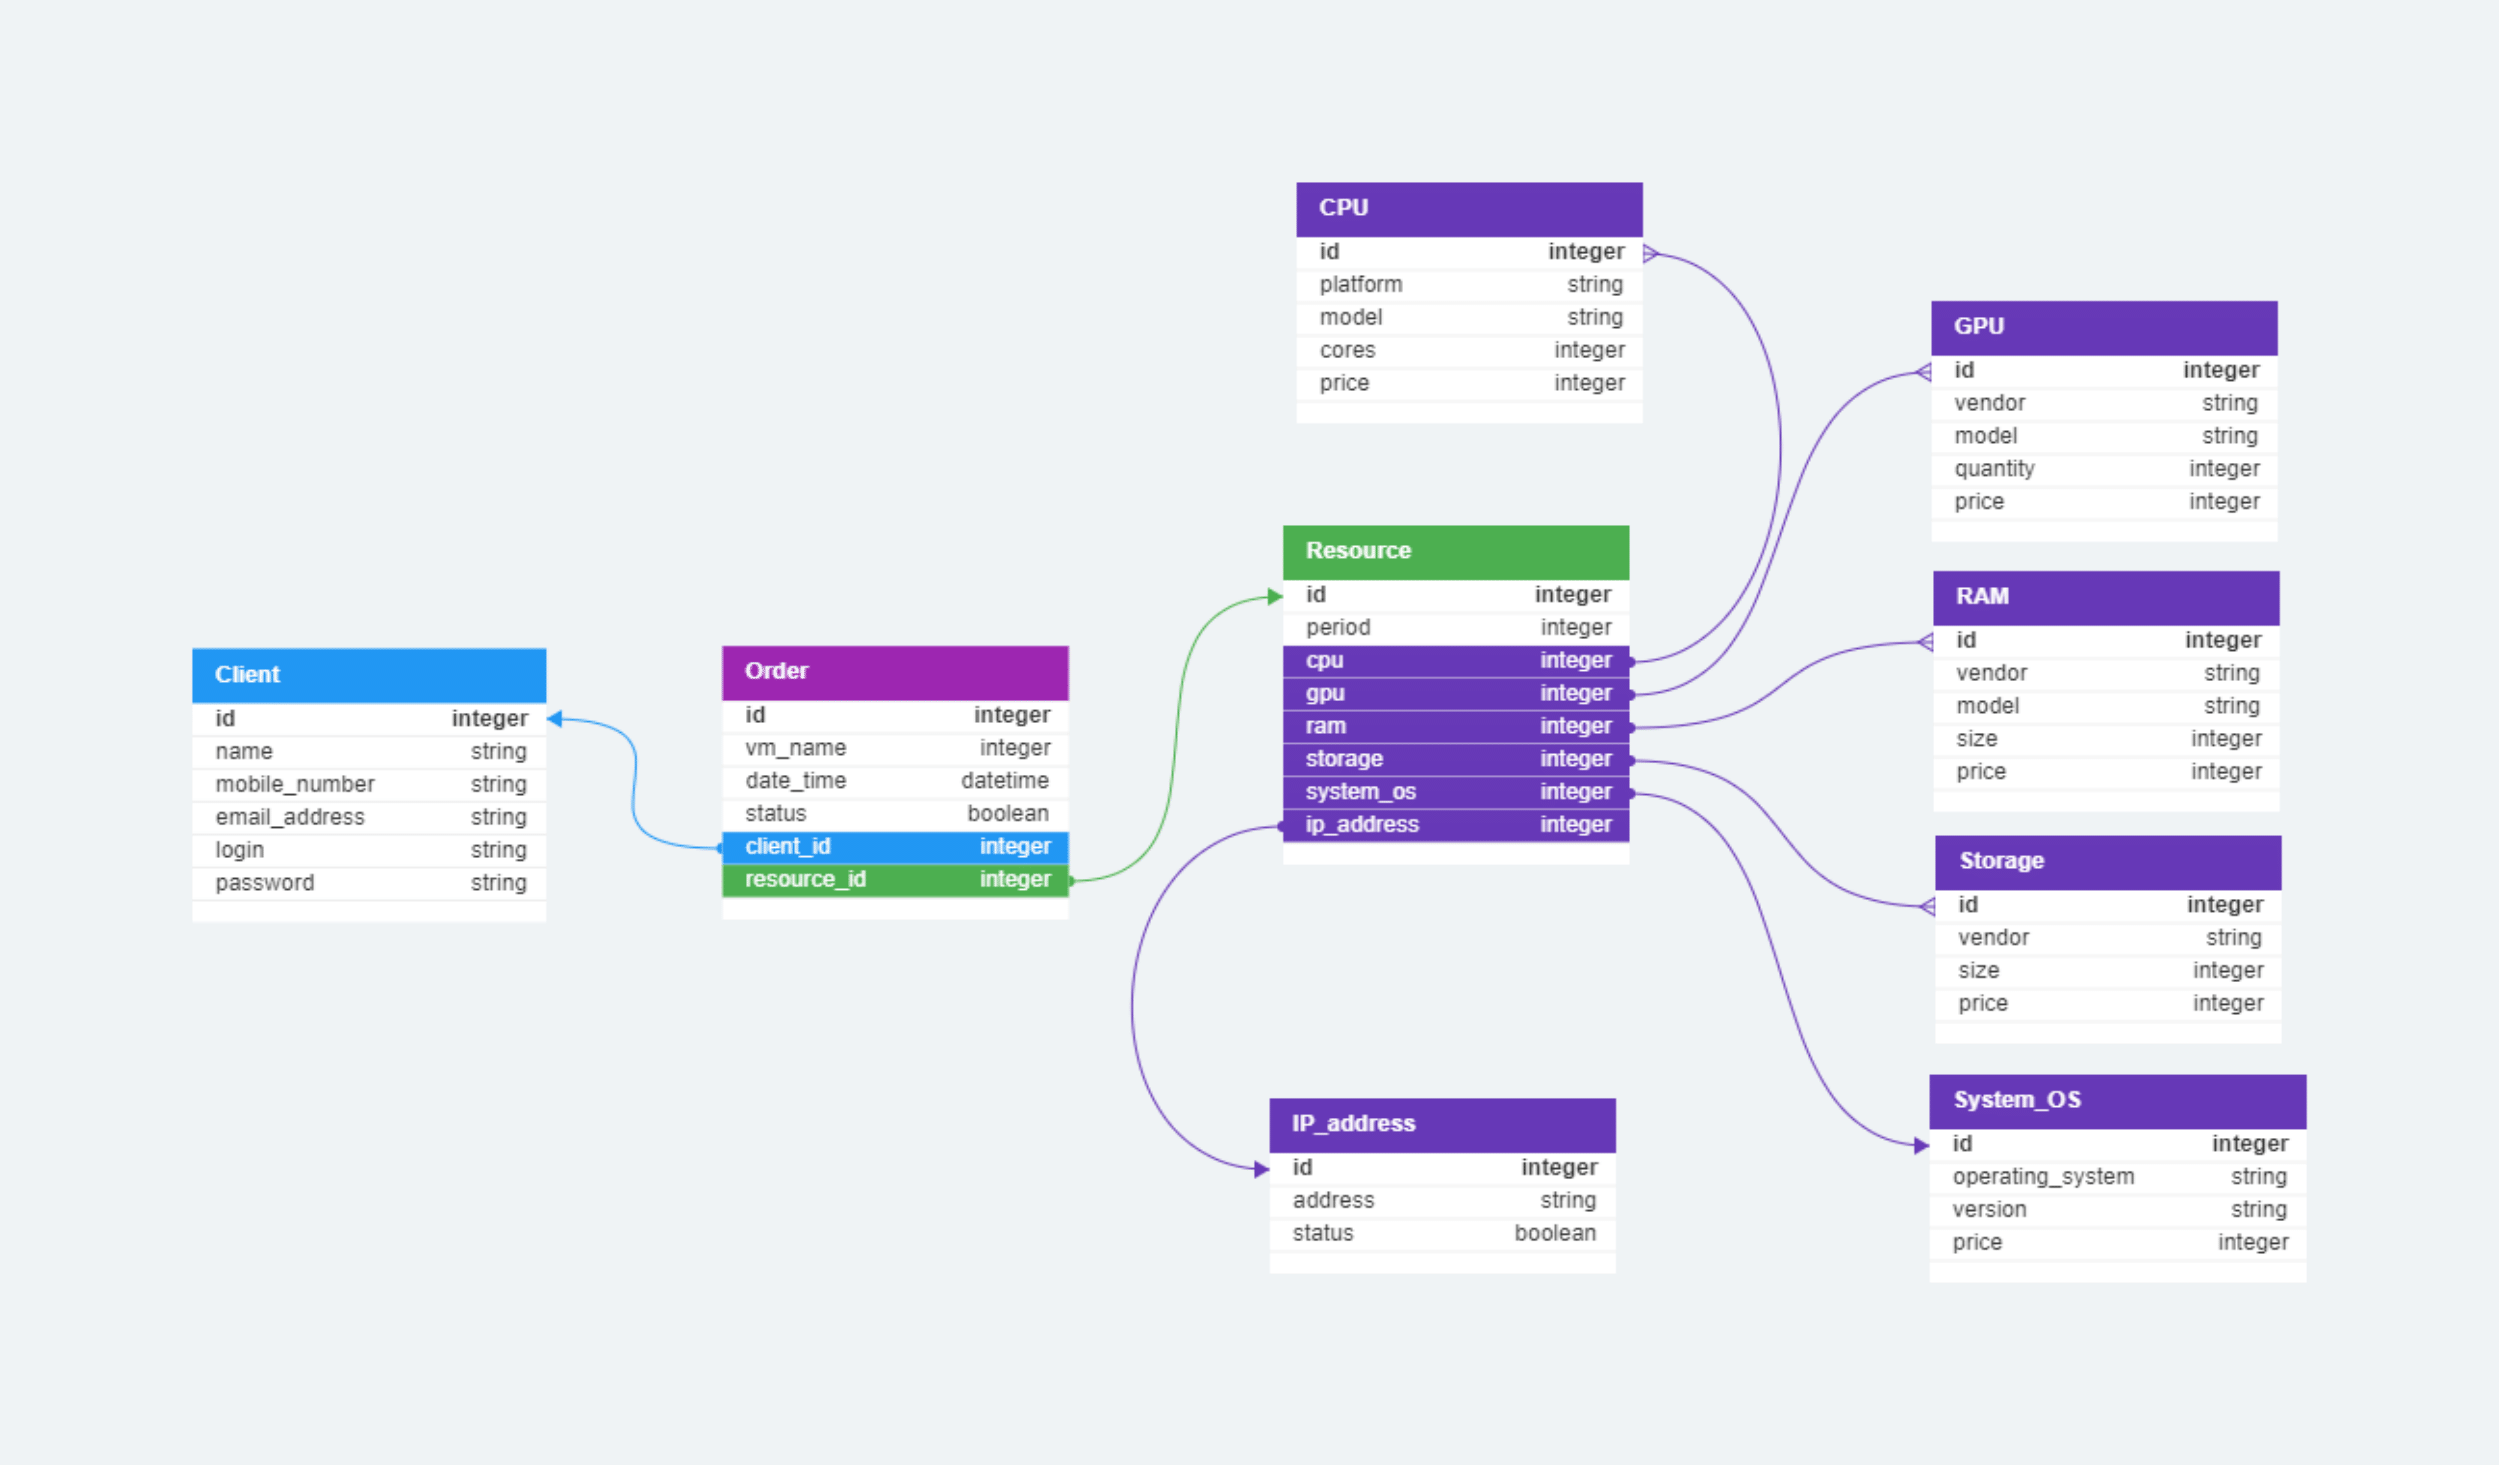 CPU
id integer
platform string
model string
cores integer
price integer
GPU
id integer
vendor string
model string
quantity integer
price integer
Resource
id integer
period integer
cpu integer
gpu integer
ram integer
storage integer
system_os integer
ip_address integer
RAM
id integer
vendor string
model string
size integer
price integer
Client
id integer
name string
mobile_number string
email_address string
login string
password string
Order
id integer
vm_name integer
date_time datetime
status boolean
client_id integer
resource_id integer
Storage
id integer
vendor string
size integer
price integer
IP_address
id integer
address string
status boolean
System_OS
id integer
operating_system string
version string
price integer